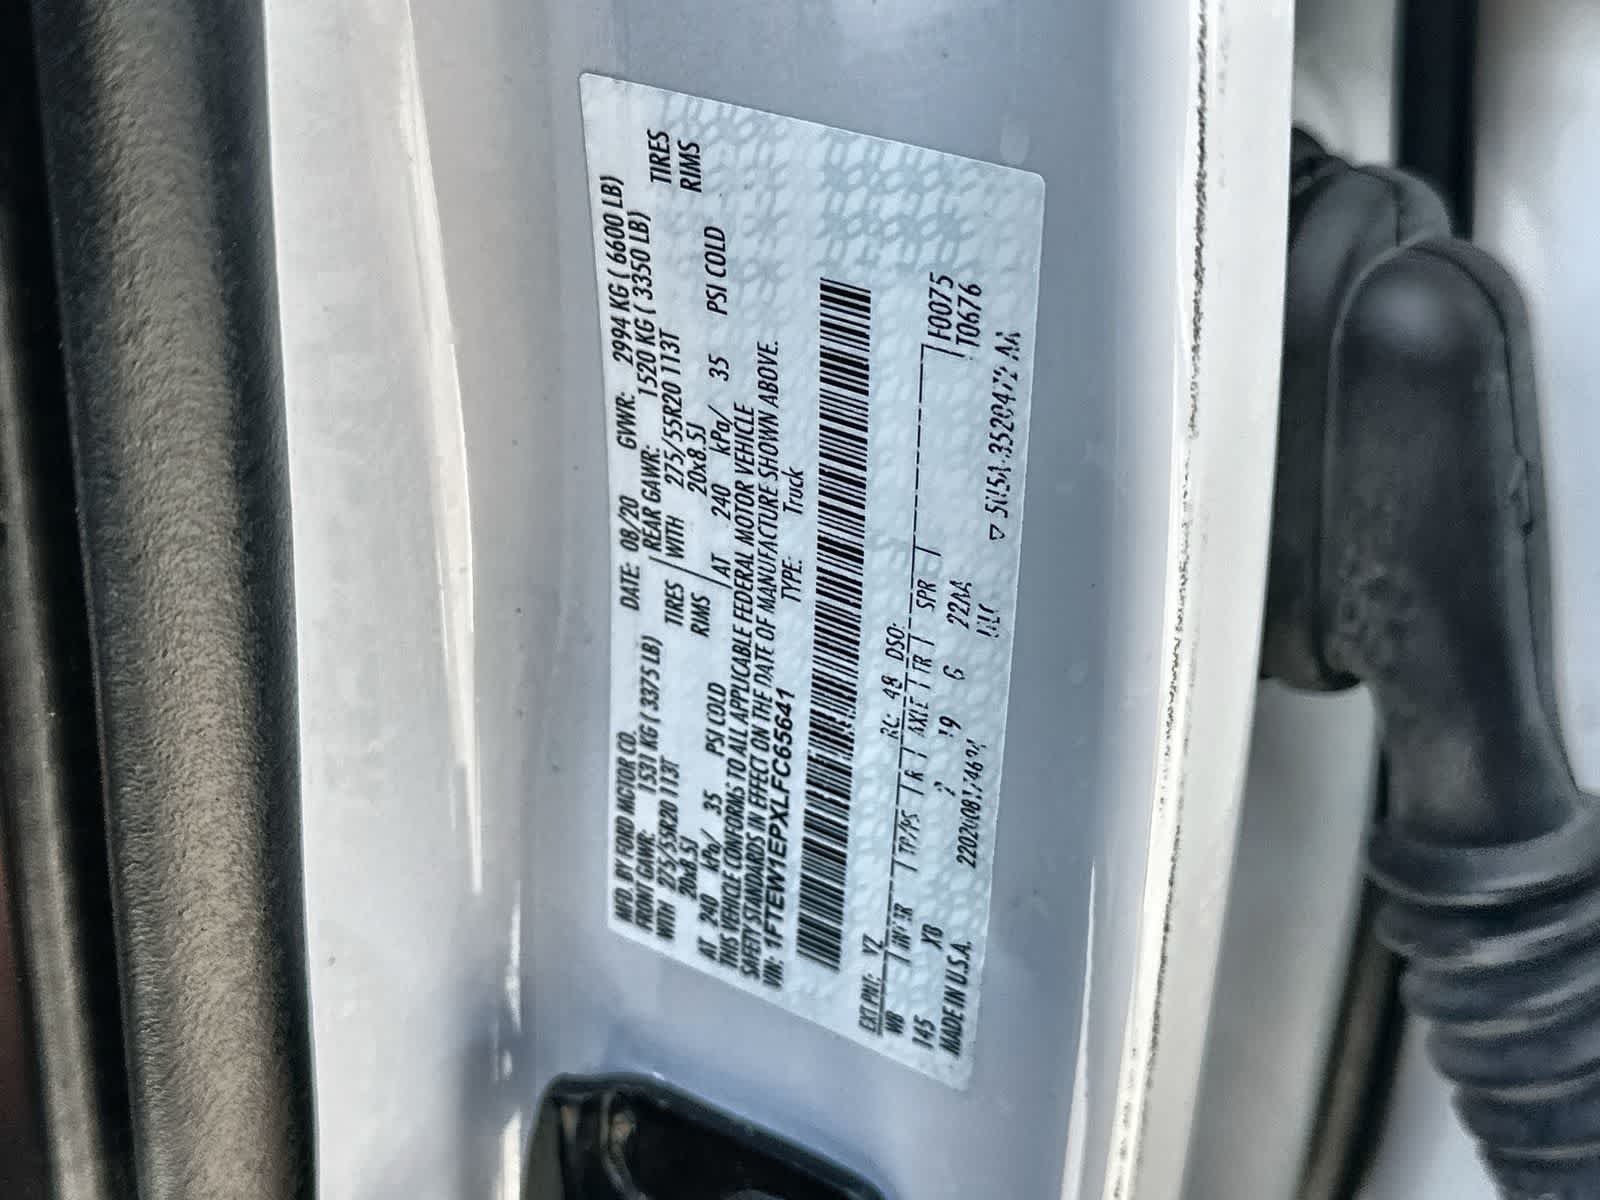 MFD. BY FORD MOTOR CO.
DATE: 08/20 GVWR: 2994 KG ( 6600 LB)
FRONT GAWR: 1531 KG ( 3375 LB) REAR GAWR: 1520 KG ( 3350 LB)
WITH 275/55R20 113T TIRES WITH 275/55R20 113T TIRES
20x8.5J RIMS 20x8.5J RIMS
AT 240 kPa/ 35 PSI COLD AT 240 kPa/ 35 PSI COLD
THIS VEHICLE CONFORMS TO ALL APPLICABLE FEDERAL MOTOR VEHICLE
SAFETY STANDARDS IN EFFECT ON THE DATE OF MANUFACTURE SHOWN ABOVE.
VIN: 1FTEW1EPXLFC65641 TYPE: Truck
EXT PNT: YZ RC: 48 DSO: F0075
WB INT TR TP/PS R AXLE TR SPR T0676
145 XB 2 19 6 22AA
MADE IN U.S.A.